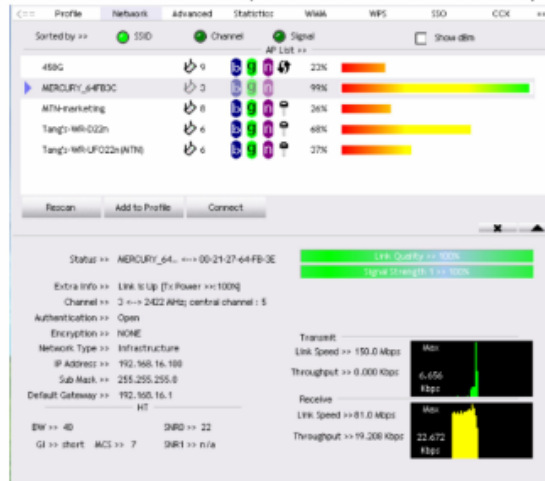 Profile Network Advanced Statistics WMM WPS SSO CCX
Sorted by >> SSID Channel Signal Show dBm
AP List >>
458G 9 b g n 23%
MERCURY_64FB3C 3 b g n 99%
MTN-marketing 8 b g n 26%
Tang's-WR-D22n 6 b g n 68%
Tang's-WR-UFO22n(NTN) 6 b g n 37%
Rescan Add to Profile Connect
Status >> MERCURY_64... <--> 00-21-27-64-FB-3E
Extra Info >> Link is Up [Tx Power >>:100%]
Channel >> 3 <--> 2422 MHz; central channel : 5
Authentication >> Open
Encryption >> NONE
Network Type >> Infrastructure
IP Address >> 192.168.16.100
Sub Mask >> 255.255.255.0
Default Gateway >> 192.168.16.1
HT
BW >> 40 SNR0 >> 22
GI >> short MCS >> 7 SNR1 >> n/a
Link Quality >> 100%
Signal Strength 1 >> 100%
Transmit
Link Speed >> 150.0 Mbps
Throughput >> 0.000 Kbps
Max
6.656
Kbps
Receive
Link Speed >> 81.0 Mbps
Throughput >> 19.208 Kbps
Max
22.672
Kbps